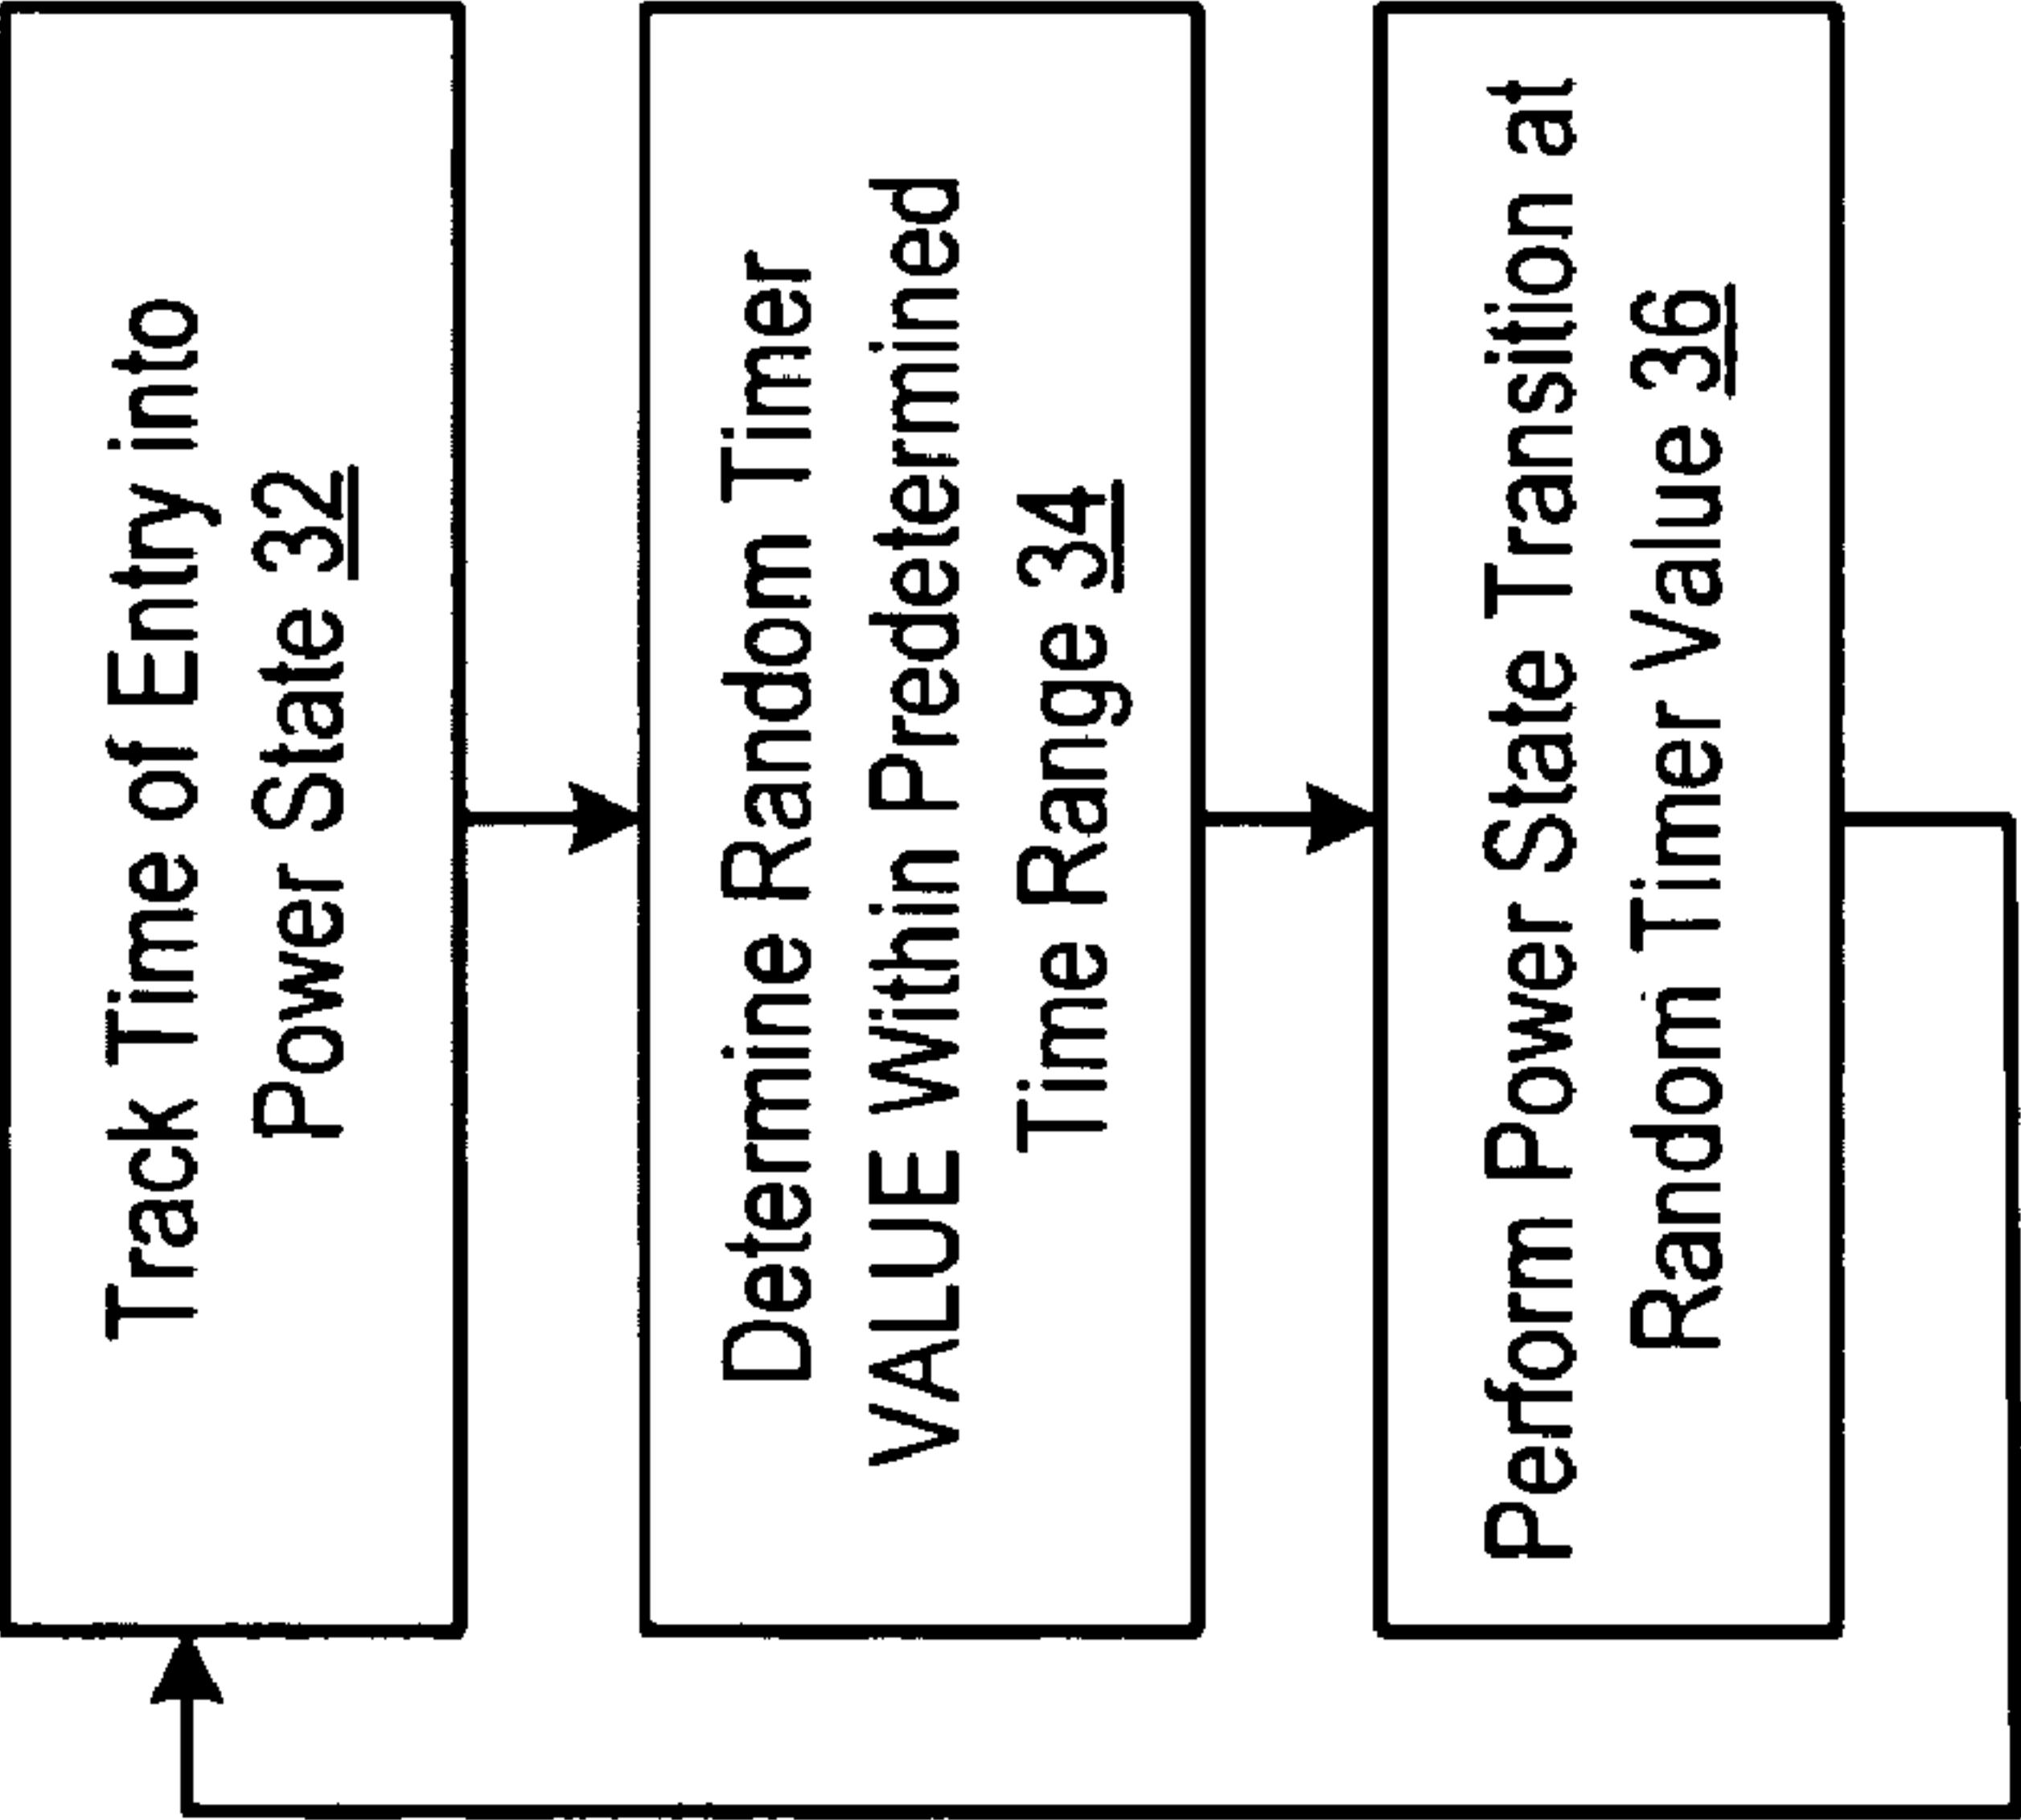 Track Time of Entry into
Power State 32
Determine Random Timer
VALUE Within Predetermined
Time Range 34
Perform Power State Transition at
Random Timer Value 36